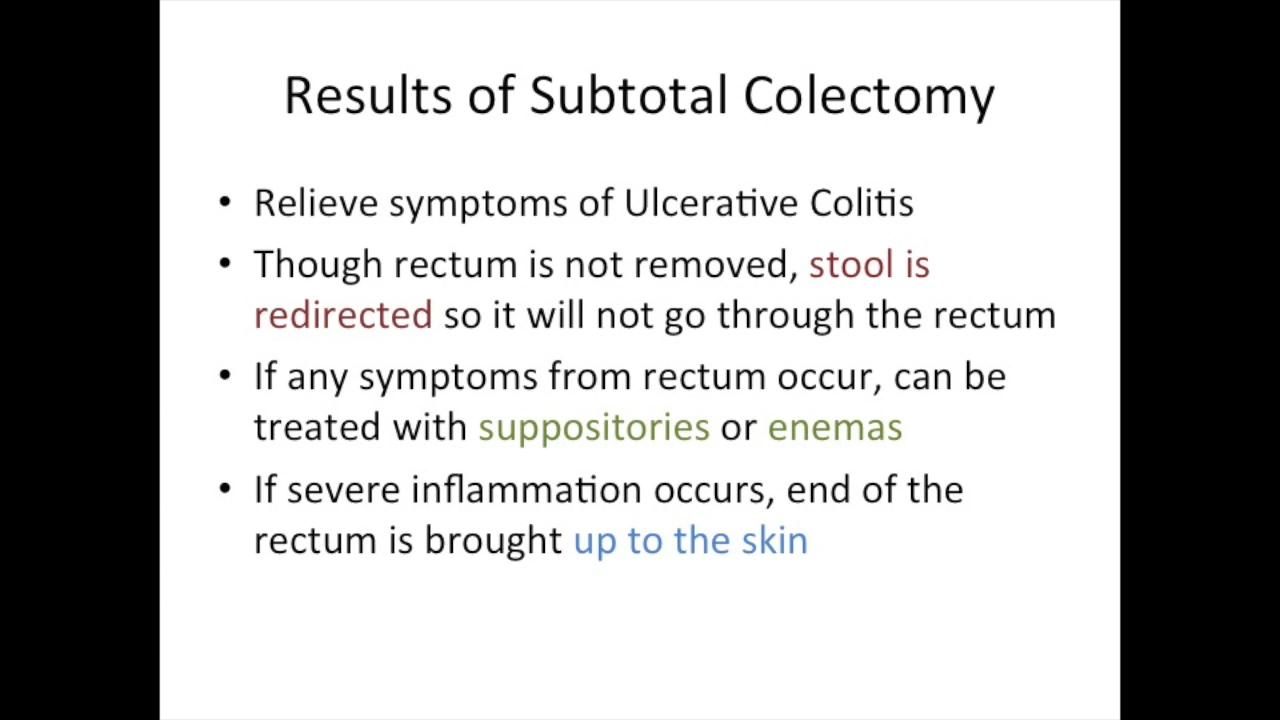 Results of Subtotal Colectomy
• Relieve symptoms of Ulcerative Colitis
• Though rectum is not removed, stool is
redirected so it will not go through the rectum
• If any symptoms from rectum occur, can be
treated with suppositories or enemas
• If severe inflammation occurs, end of the
rectum is brought up to the skin